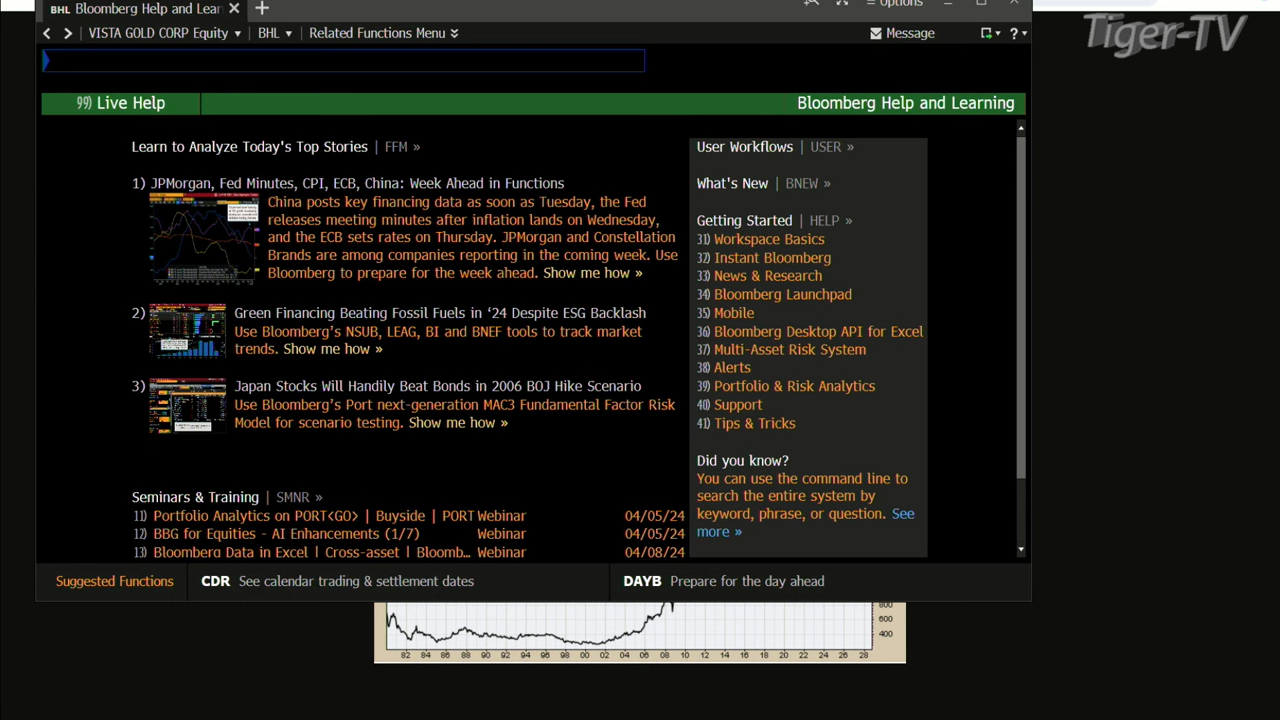 BHL Bloomberg Help and Lear
Options
Tiger-TV
VISTA GOLD CORP Equity
BHL
Related Functions Menu
Message
?
99) Live Help
Bloomberg Help and Learning
Learn to Analyze Today's Top Stories | FFM »
1) JPMorgan, Fed Minutes, CPI, ECB, China: Week Ahead in Functions
China posts key financing data as soon as Tuesday, the Fed
releases meeting minutes after inflation lands on Wednesday,
and the ECB sets rates on Thursday. JPMorgan and Constellation
Brands are among companies reporting in the coming week. Use
Bloomberg to prepare for the week ahead. Show me how »
2) Green Financing Beating Fossil Fuels in ‘24 Despite ESG Backlash
Use Bloomberg’s NSUB, LEAG, BI and BNEF tools to track market
trends. Show me how »
3) Japan Stocks Will Handily Beat Bonds in 2006 BOJ Hike Scenario
Use Bloomberg’s Port next-generation MAC3 Fundamental Factor Risk
Model for scenario testing. Show me how »
Seminars & Training | SMNR »
11) Portfolio Analytics on PORT<GO> | Buyside | PORT Webinar 04/05/24
12) BBG for Equities - AI Enhancements (1/7) Webinar 04/05/24
13) Bloomberg Data in Excel | Cross-asset | Bloomb... Webinar 04/08/24
User Workflows | USER »
What's New | BNEW »
Getting Started | HELP »
31) Workspace Basics
32) Instant Bloomberg
33) News & Research
34) Bloomberg Launchpad
35) Mobile
36) Bloomberg Desktop API for Excel
37) Multi-Asset Risk System
38) Alerts
39) Portfolio & Risk Analytics
40) Support
41) Tips & Tricks
Did you know?
You can use the command line to
search the entire system by
keyword, phrase, or question. See
more »
Suggested Functions
CDR See calendar trading & settlement dates
DAYB Prepare for the day ahead
800
600
400
82 84 86 88 90 92 94 96 98 00 02 04 06 08 10 12 14 16 18 20 22 24 26 28